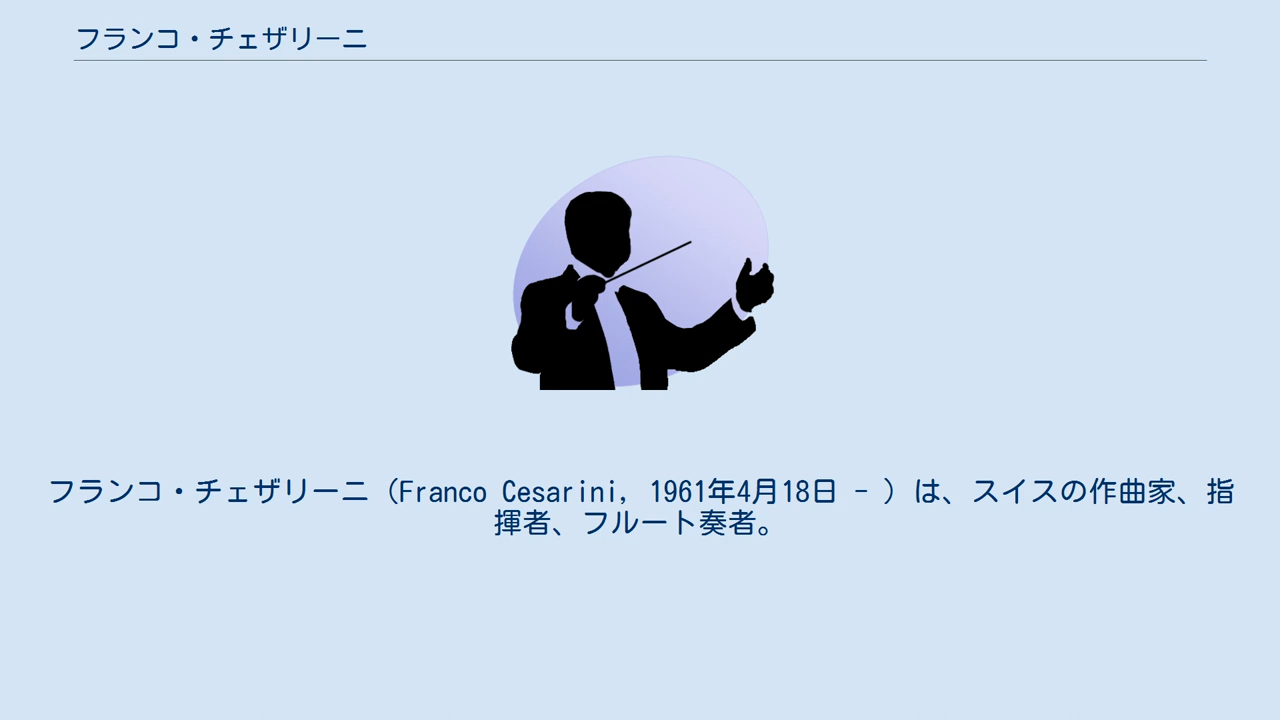 フランコ・チェザリーニ
フランコ・チェザリーニ（Franco Cesarini, 1961年4月18日 - ）は、スイスの作曲家、指
揮者、フルート奏者。